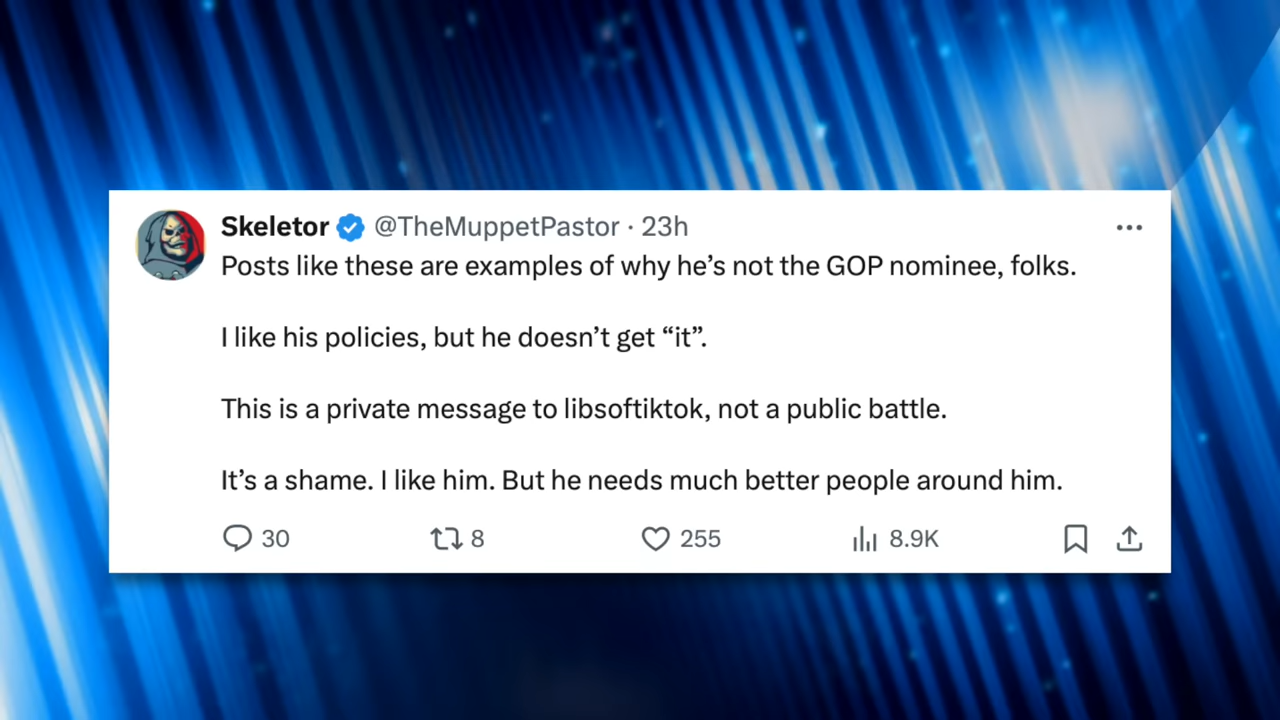 Skeletor @TheMuppetPastor · 23h
Posts like these are examples of why he’s not the GOP nominee, folks.
I like his policies, but he doesn’t get “it”.
This is a private message to libsoftiktok, not a public battle.
It’s a shame. I like him. But he needs much better people around him.
30 8 255 8.9K